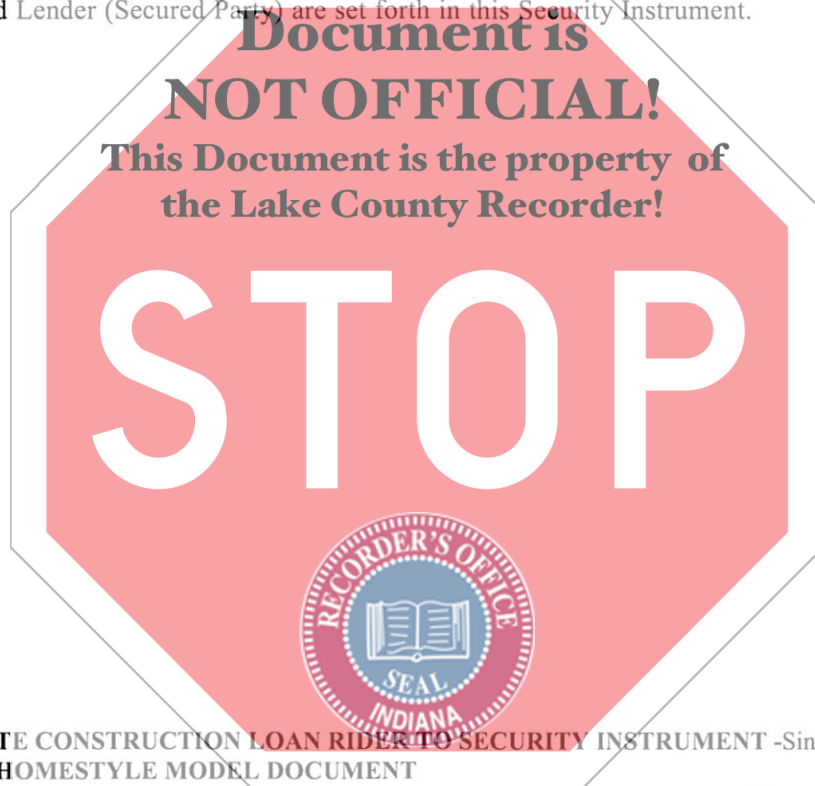 d Lender (Secured Party) are set forth in this Security Instrument.
Document is
NOT OFFICIAL!
This Document is the property of
the Lake County Recorder!
STOP
RECORDER'S OFFICE
SEAL
INDIANA
TE CONSTRUCTION LOAN RIDER TO SECURITY INSTRUMENT -Sin
HOMESTYLE MODEL DOCUMENT